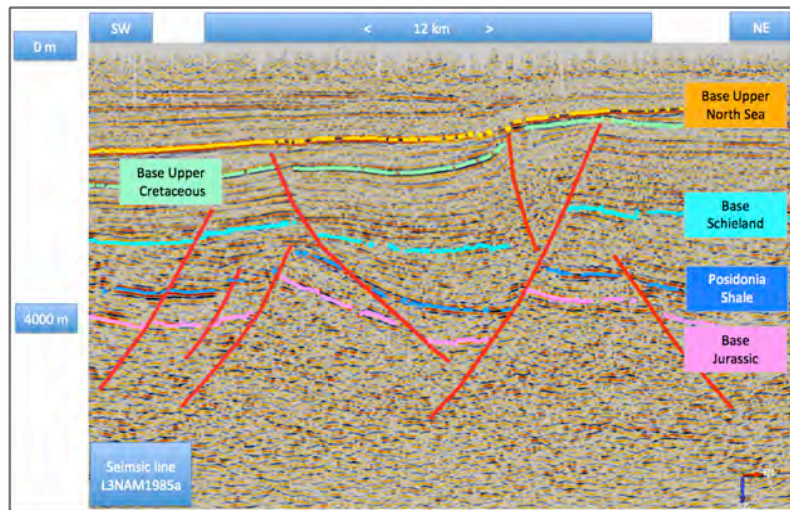 SW
< 12 km >
NE
0 m
Base Upper
North Sea
Base Upper
Cretaceous
Base
Schieland
Posidonia
Shale
4000 m
Base
Jurassic
Seimsic line
L3NAM1985a